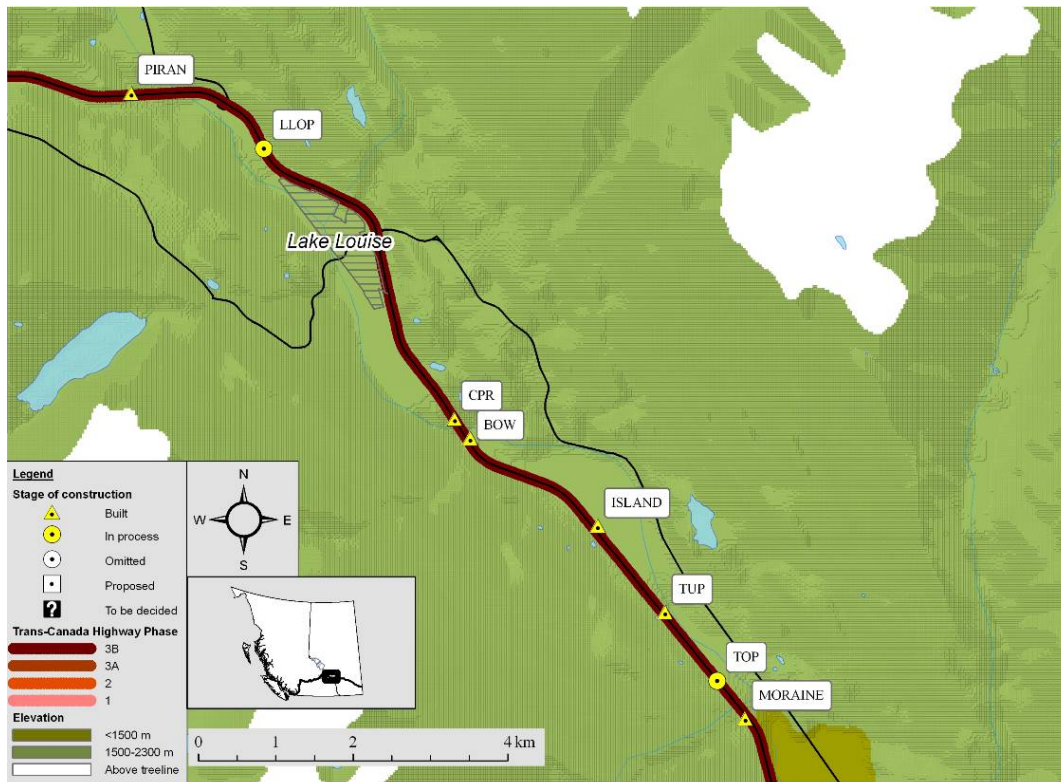 PIRAN
LLOP
Lake Louise
CPR
BOW
ISLAND
TUP
TOP
MORAINE
Legend
Stage of construction
Built
In process
Omitted
Proposed
? To be decided
Trans-Canada Highway Phase
3B
3A
2
1
Elevation
<1500 m
1500-2300 m
Above treeline
N
W E
S
0 1 2 4 km